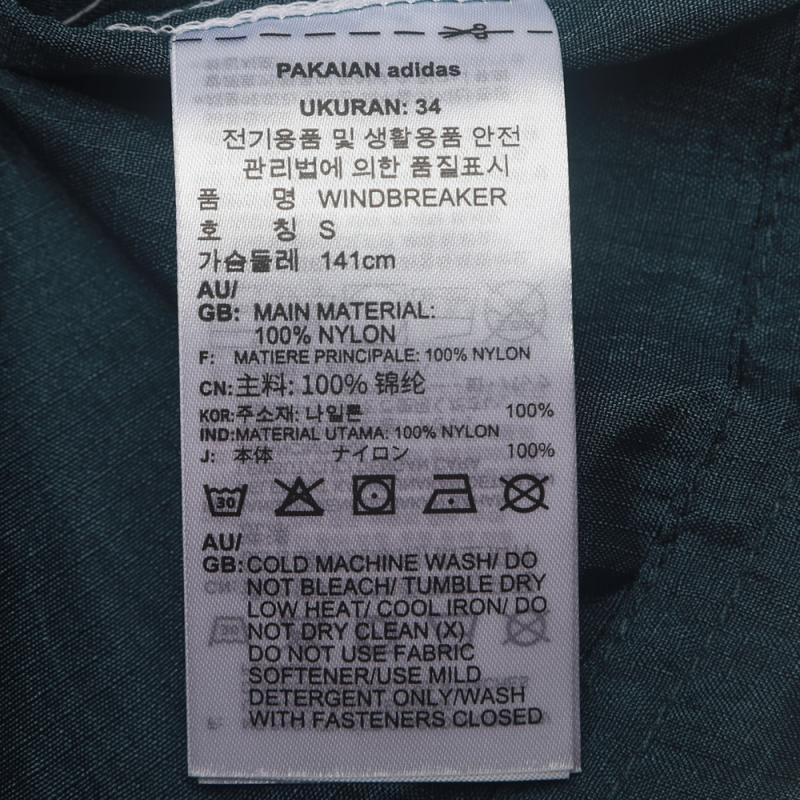 PAKAIAN adidas
UKURAN: 34
전기용품 및 생활용품 안전
관리법에 의한 품질표시
품 명 WINDBREAKER
호 칭 S
가슴둘레 141cm
AU/
GB: MAIN MATERIAL:
100% NYLON
F: MATIERE PRINCIPALE: 100% NYLON
CN:主料: 100% 锦纶
KOR:주소재: 나일론 100%
IND:MATERIAL UTAMA: 100% NYLON
J: 本体 ナイロン 100%
30
AU/
GB:COLD MACHINE WASH/ DO
NOT BLEACH/ TUMBLE DRY
LOW HEAT/ COOL IRON/ DO
NOT DRY CLEAN (X)
DO NOT USE FABRIC
SOFTENER/USE MILD
DETERGENT ONLY/WASH
WITH FASTENERS CLOSED